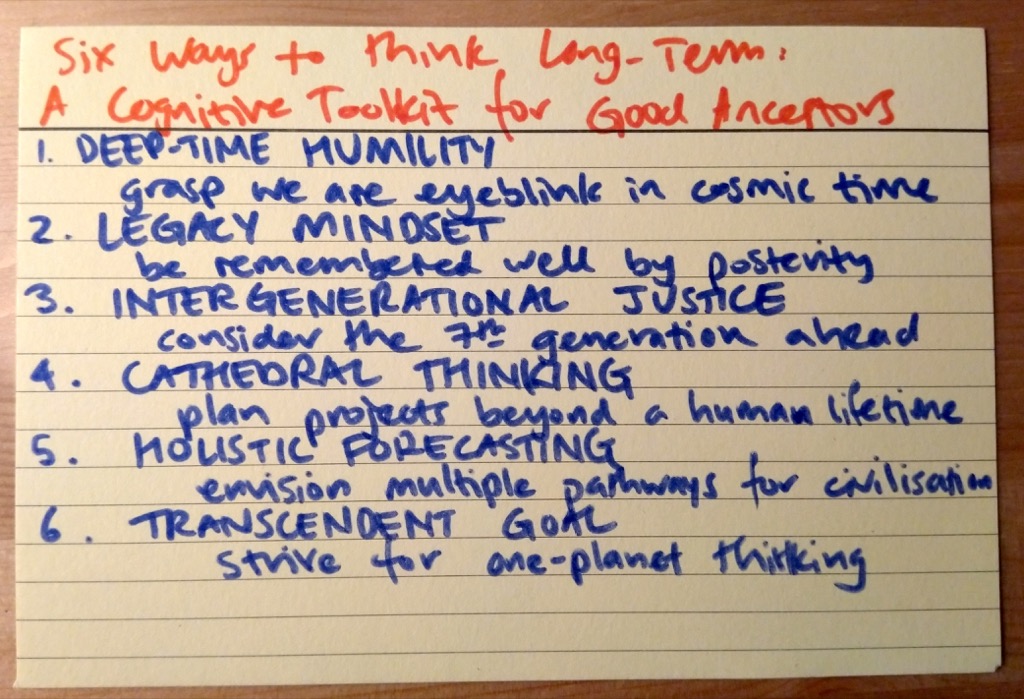 Six Ways to Think Long-Term:
A Cognitive Toolkit for Good Ancestors
1. DEEP-TIME HUMILITY
grasp we are eyeblink in cosmic time
2. LEGACY MINDSET
be remembered well by posterity
3. INTERGENERATIONAL JUSTICE
consider the 7th generation ahead
4. CATHEDRAL THINKING
plan projects beyond a human lifetime
5. HOLISTIC FORECASTING
envision multiple pathways for civilisation
6. TRANSCENDENT GOAL
strive for one-planet thinking